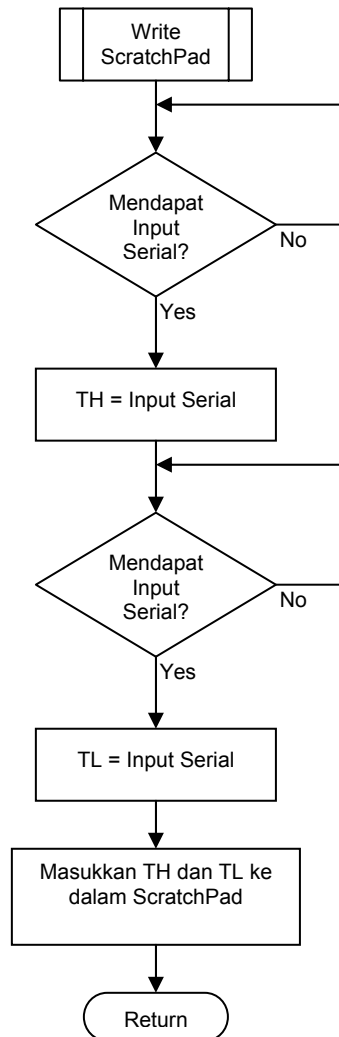 Write
ScratchPad
Mendapat
Input
Serial?
No
Yes
TH = Input Serial
Mendapat
Input
Serial?
No
Yes
TL = Input Serial
Masukkan TH dan TL ke
dalam ScratchPad
Return